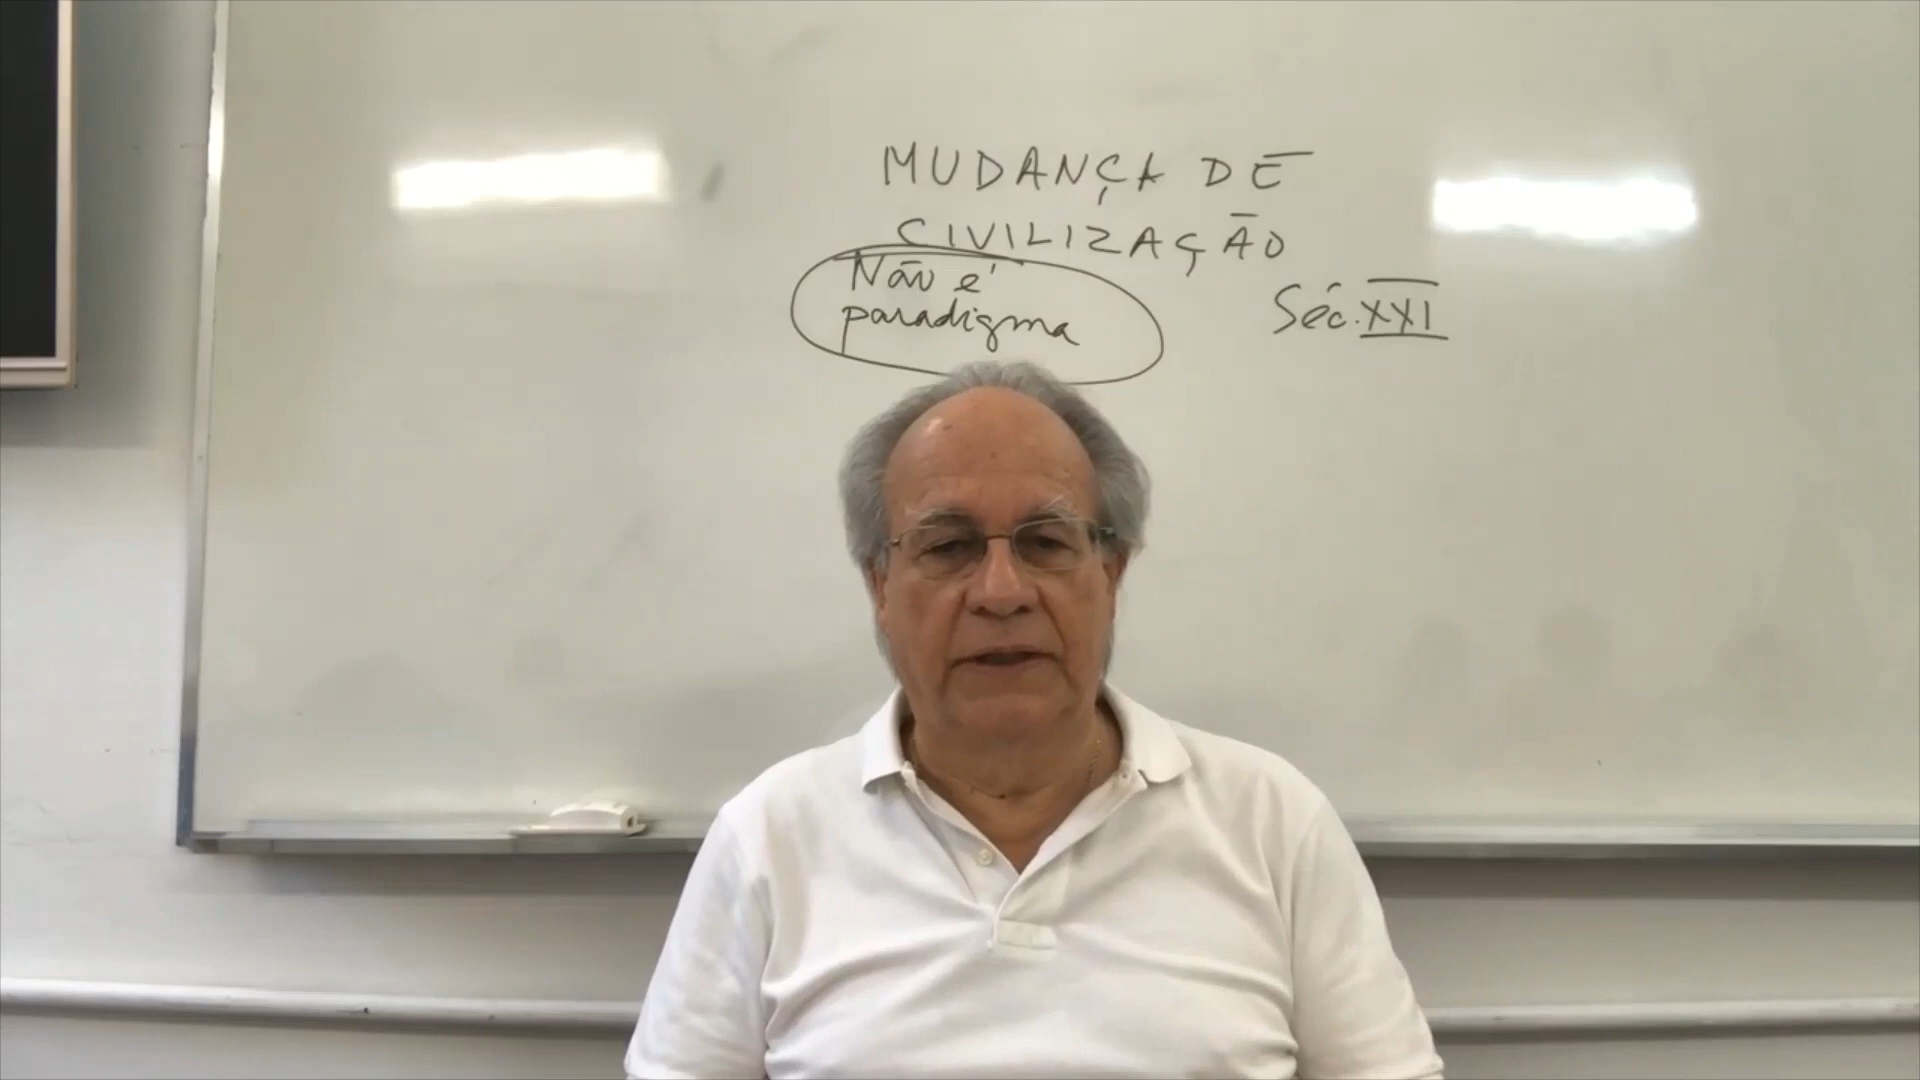 MUDANÇA DE
CIVILIZAÇÃO
Não é
paradigma
Séc. XXI